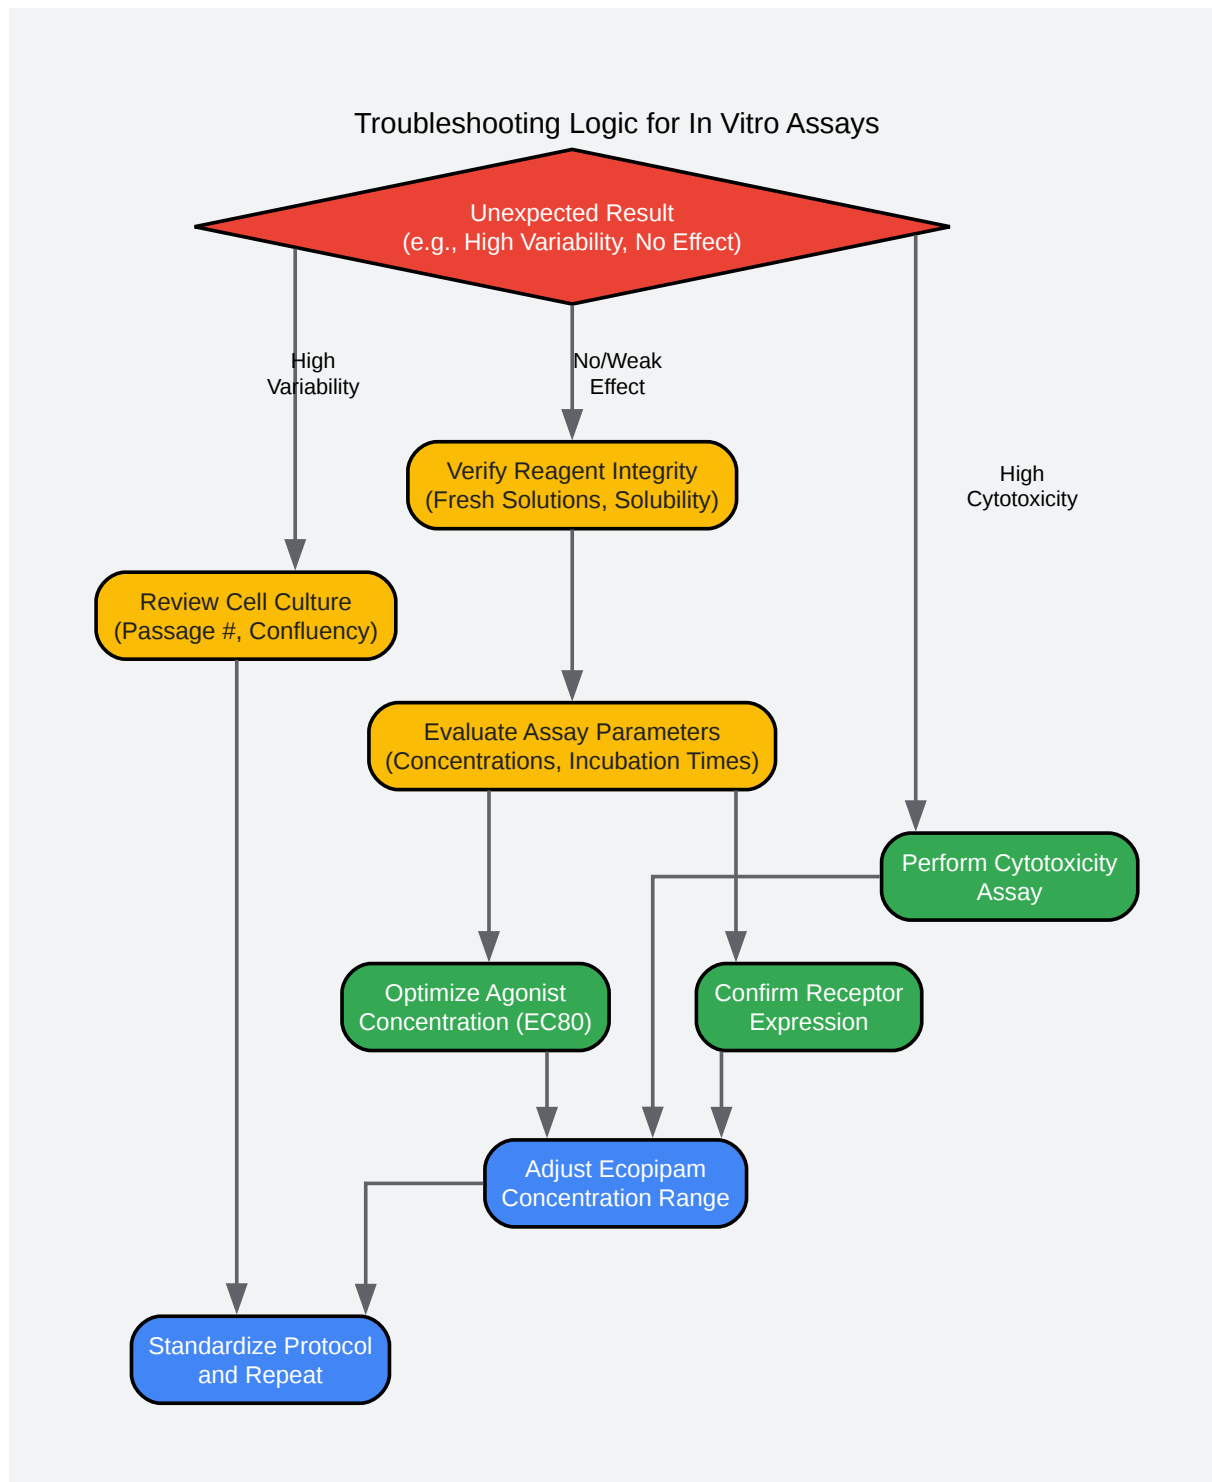 Troubleshooting Logic for In Vitro Assays
Unexpected Result
(e.g., High Variability, No Effect)
High
Variability
No/Weak
Effect
Verify Reagent Integrity
(Fresh Solutions, Solubility)
High
Cytotoxicity
Review Cell Culture
(Passage #, Confluency)
Evaluate Assay Parameters
(Concentrations, Incubation Times)
Perform Cytotoxicity
Assay
Optimize Agonist
Concentration (EC80)
Confirm Receptor
Expression
Adjust Ecopipam
Concentration Range
Standardize Protocol
and Repeat